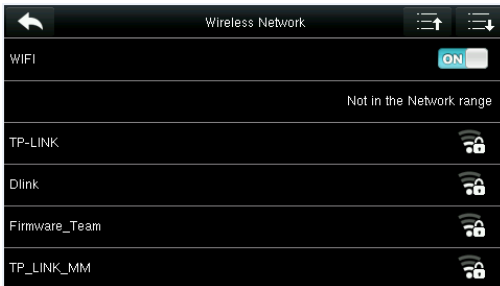 Wireless Network
WIFI
ON
Not in the Network range
TP-LINK
Dlink
Firmware_Team
TP_LINK_MM